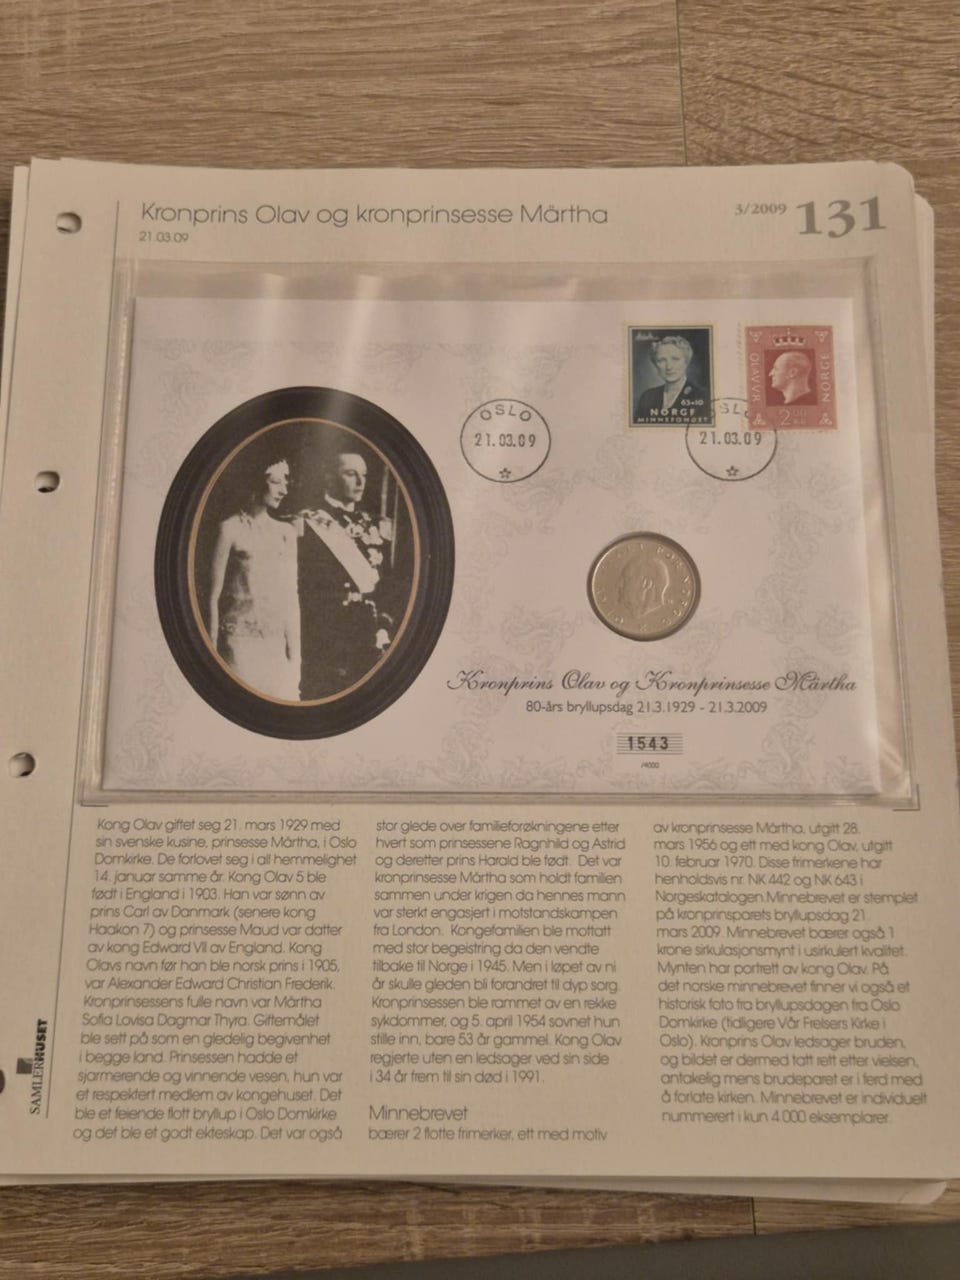 Kronprins Olav og kronprinsesse Märtha
21.03.09
3/2009 131
OSLO
21.03.09
NORGE
MINNEFONDET
63+10
OLAV V.R.
NORGE
2.00
OSLO
21.03.09
OLAV V
ALT FOR NORGE
Kronprins Olav og Kronprinsesse Märtha
80-års bryllupsdag 21.3.1929 - 21.3.2009
1543
/4000
Kong Olav giftet seg 21. mars 1929 med
sin svenske kusine, prinsesse Märtha, i Oslo
Domkirke. De forlovet seg i all hemmelighet
14. januar samme år. Kong Olav 5 ble
født i England i 1903. Han var sønn av
prins Carl av Danmark (senere kong
Haakon 7) og prinsesse Maud var datter
av kong Edward VII av England. Kong
Olavs navn før han ble norsk prins i 1905,
var Alexander Edward Christian Frederik.
Kronprinsessens fulle navn var Märtha
Sofia Lovisa Dagmar Thyra. Giftemålet
ble sett på som en gledelig begivenhet
i begge land. Prinsessen hadde et
sjarmerende og vinnende vesen, hun var
et respektert medlem av kongehuset. Det
ble et feiende flott bryllup i Oslo Domkirke
og det ble et godt ekteskap. Det var også
stor glede over familieforøkningene etter
hvert som prinsessene Ragnhild og Astrid
og deretter prins Harald ble født. Det var
kronprinsesse Märtha som holdt familien
sammen under krigen da hennes mann
var sterkt engasjert i motstandskampen
fra London. Kongefamilien ble mottatt
med stor begeistring da den vendte
tilbake til Norge i 1945. Men i løpet av ni
år skulle gleden bli forandret til dyp sorg.
Kronprinsessen ble rammet av en rekke
sykdommer, og 5. april 1954 sovnet hun
stille inn, bare 53 år gammel. Kong Olav
regjerte uten en ledsager ved sin side
i 34 år frem til sin død i 1991.
Minnebrevet
bærer 2 flotte frimerker, ett med motiv
av kronprinsesse Märtha, utgitt 28.
mars 1956 og ett med kong Olav, utgitt
10. februar 1970. Disse frimerkene har
henholdsvis nr. NK 442 og NK 643 i
Norgeskatalogen. Minnebrevet er stemplet
på kronprinsparets bryllupsdag 21.
mars 2009. Minnebrevet bærer også 1
krone sirkulasjonsmynt i usirkulert kvalitet.
Mynten har portrett av kong Olav. På
det norske minnebrevet finner vi også et
historisk foto fra bryllupsdagen fra Oslo
Domkirke (tidligere Vår Frelsers Kirke i
Oslo). Kronprins Olav ledsager bruden,
og bildet er dermed tatt rett etter vielsen,
antakelig mens brudeparet er i ferd med
å forlate kirken. Minnebrevet er individuelt
nummerert i kun 4.000 eksemplarer.
SAMLERHUSET